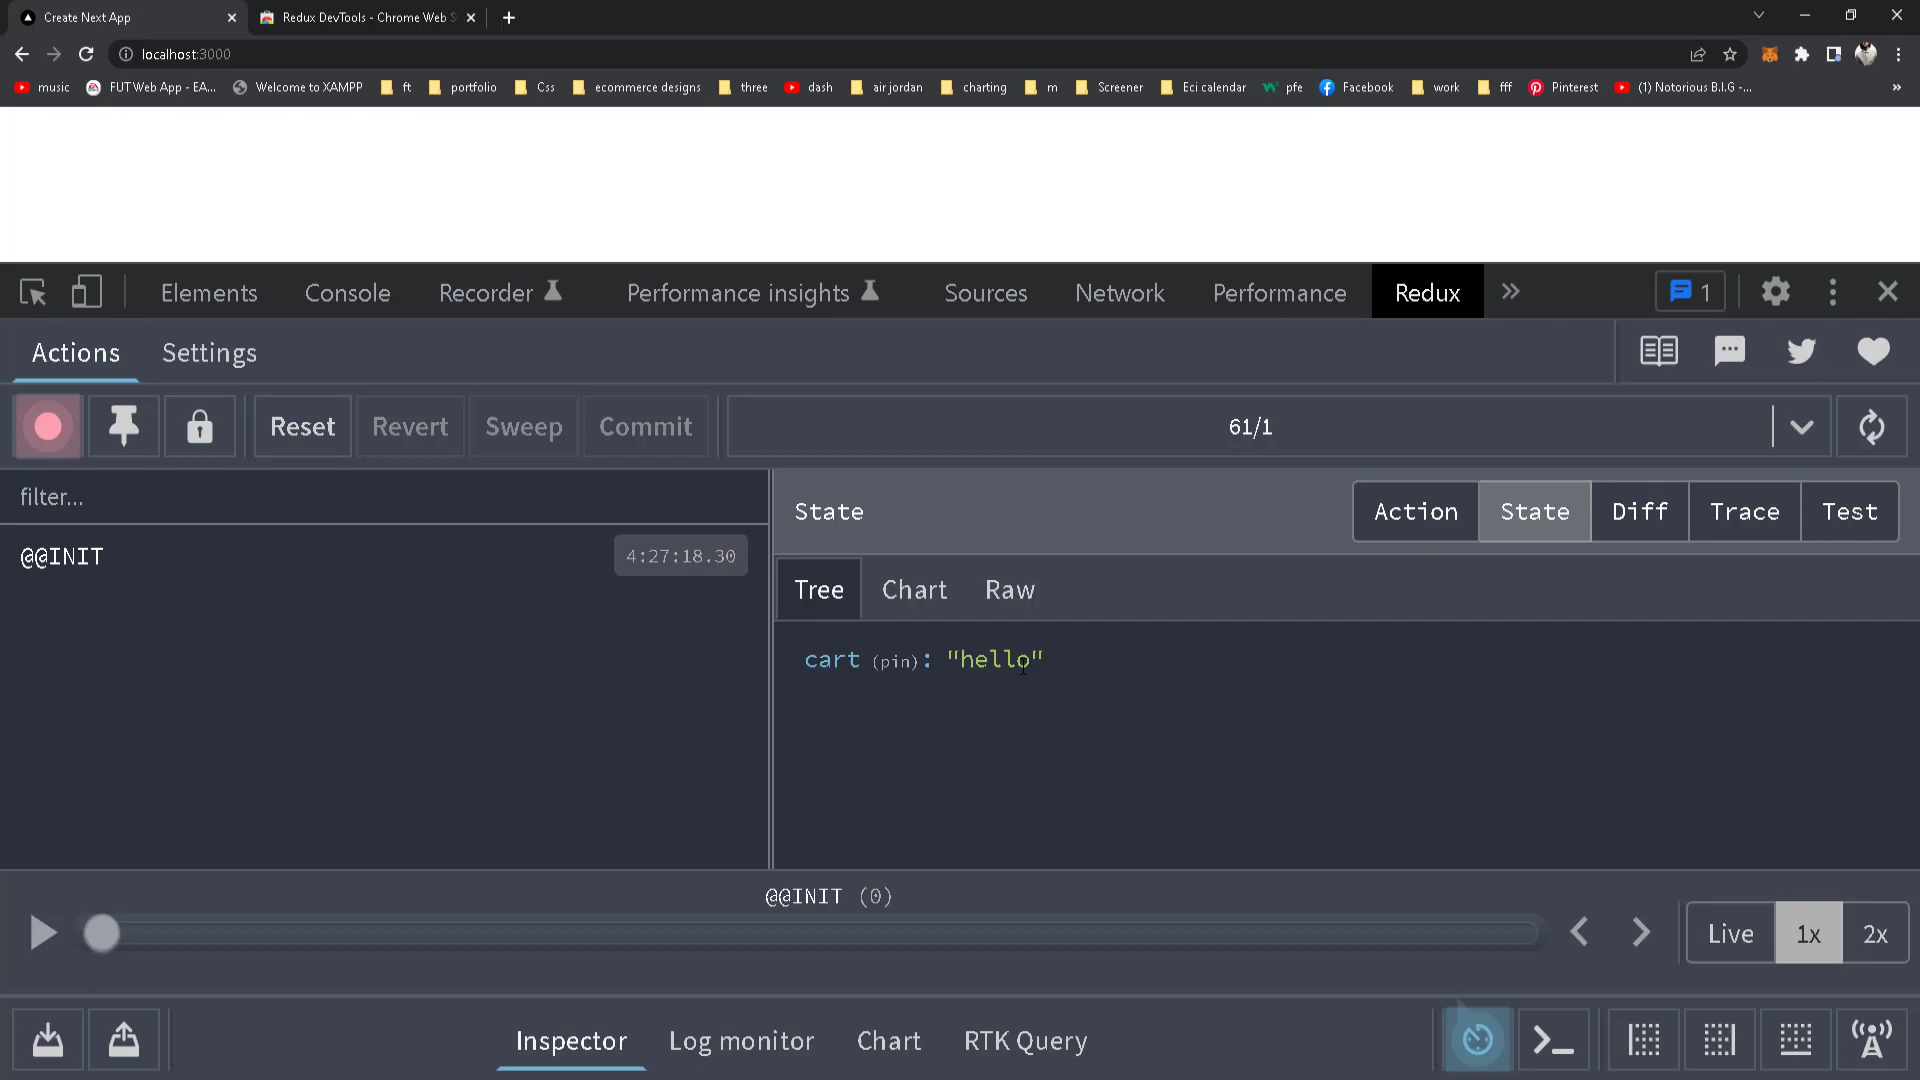 Create Next App
Redux DevTools - Chrome Web S
localhost:3000
music FUT Web App - EA... Welcome to XAMPP ft portfolio Css ecommerce designs three dash air jordan charting m Screener Eci calendar pfe Facebook work fff Pinterest (1) Notorious B.I.G -... »
Elements Console Recorder Performance insights Sources Network Performance Redux 1
Actions Settings
Reset Revert Sweep Commit 61/1
filter...
@@INIT 4:27:18.30
State Action State Diff Trace Test
Tree Chart Raw
cart (pin): "hello"
@@INIT (0)
Live 1x 2x
Inspector Log monitor Chart RTK Query